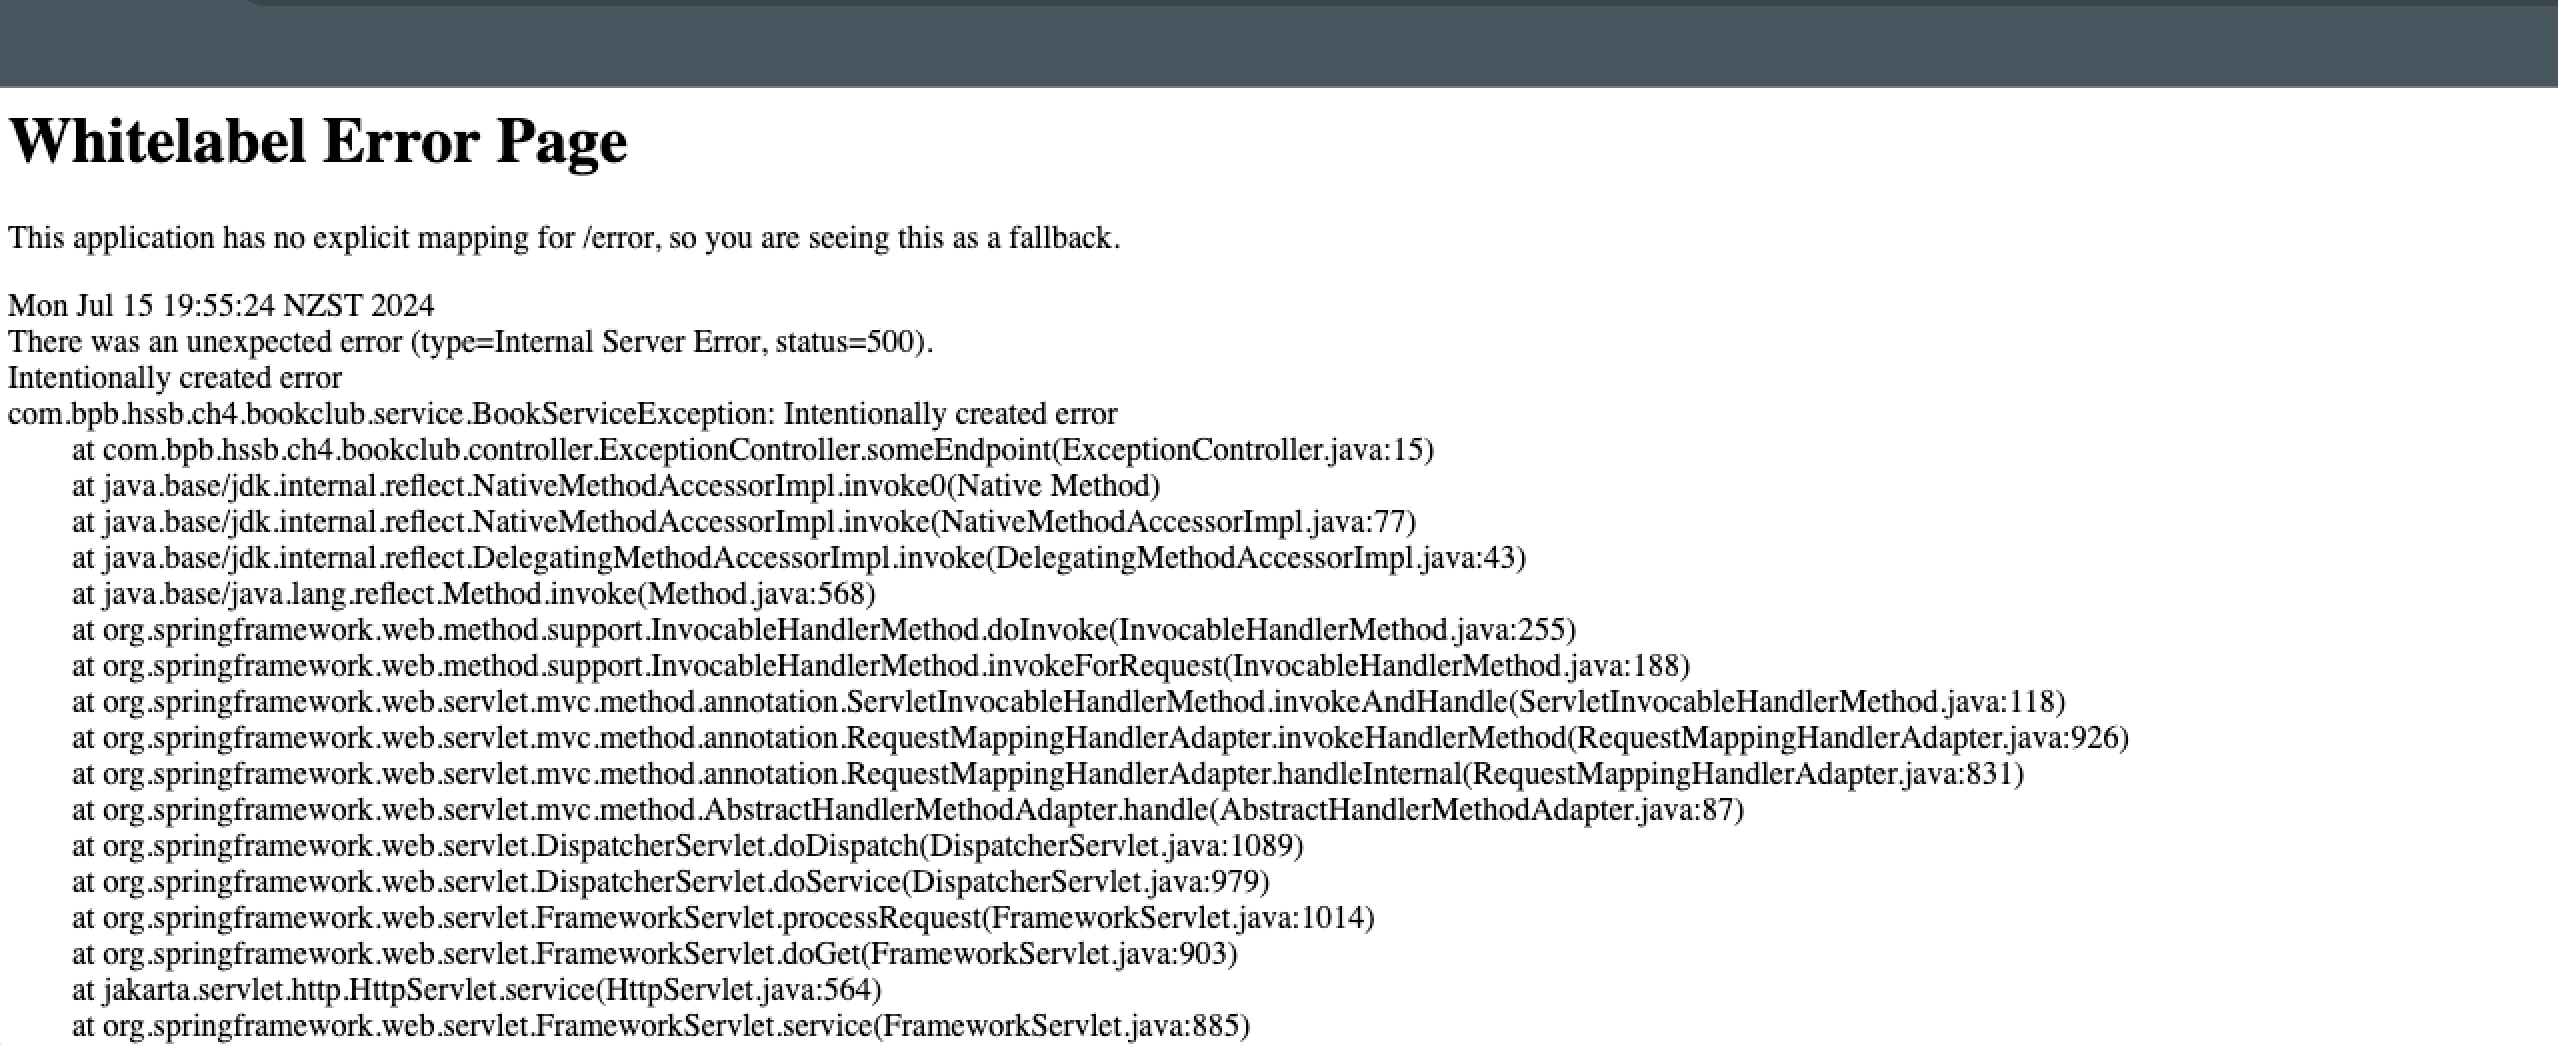 Whitelabel Error Page
This application has no explicit mapping for /error, so you are seeing this as a fallback.
Mon Jul 15 19:55:24 NZST 2024
There was an unexpected error (type=Internal Server Error, status=500).
Intentionally created error
com.bpb.hssb.ch4.bookclub.service.BookServiceException: Intentionally created error
at com.bpb.hssb.ch4.bookclub.controller.ExceptionController.someEndpoint(ExceptionController.java:15)
at java.base/jdk.internal.reflect.NativeMethodAccessorImpl.invoke0(Native Method)
at java.base/jdk.internal.reflect.NativeMethodAccessorImpl.invoke(NativeMethodAccessorImpl.java:77)
at java.base/jdk.internal.reflect.DelegatingMethodAccessorImpl.invoke(DelegatingMethodAccessorImpl.java:43)
at java.base/java.lang.reflect.Method.invoke(Method.java:568)
at org.springframework.web.method.support.InvocableHandlerMethod.doInvoke(InvocableHandlerMethod.java:255)
at org.springframework.web.method.support.InvocableHandlerMethod.invokeForRequest(InvocableHandlerMethod.java:188)
at org.springframework.web.servlet.mvc.method.annotation.ServletInvocableHandlerMethod.invokeAndHandle(ServletInvocableHandlerMethod.java:118)
at org.springframework.web.servlet.mvc.method.annotation.RequestMappingHandlerAdapter.invokeHandlerMethod(RequestMappingHandlerAdapter.java:926)
at org.springframework.web.servlet.mvc.method.annotation.RequestMappingHandlerAdapter.handleInternal(RequestMappingHandlerAdapter.java:831)
at org.springframework.web.servlet.mvc.method.AbstractHandlerMethodAdapter.handle(AbstractHandlerMethodAdapter.java:87)
at org.springframework.web.servlet.DispatcherServlet.doDispatch(DispatcherServlet.java:1089)
at org.springframework.web.servlet.DispatcherServlet.doService(DispatcherServlet.java:979)
at org.springframework.web.servlet.FrameworkServlet.processRequest(FrameworkServlet.java:1014)
at org.springframework.web.servlet.FrameworkServlet.doGet(FrameworkServlet.java:903)
at jakarta.servlet.http.HttpServlet.service(HttpServlet.java:564)
at org.springframework.web.servlet.FrameworkServlet.service(FrameworkServlet.java:885)